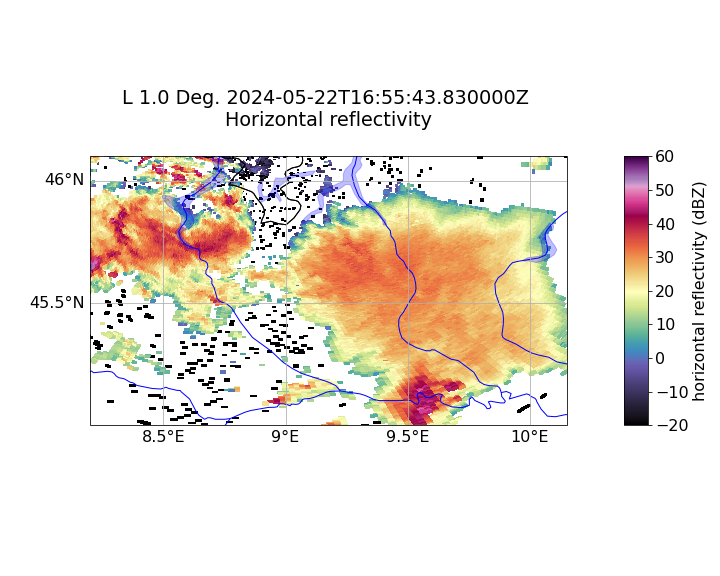 L 1.0 Deg. 2024-05-22T16:55:43.830000Z
Horizontal reflectivity
46°N
45.5°N
8.5°E
9°E
9.5°E
10°E
60
50
40
30
20
10
0
−10
−20
horizontal reflectivity (dBZ)